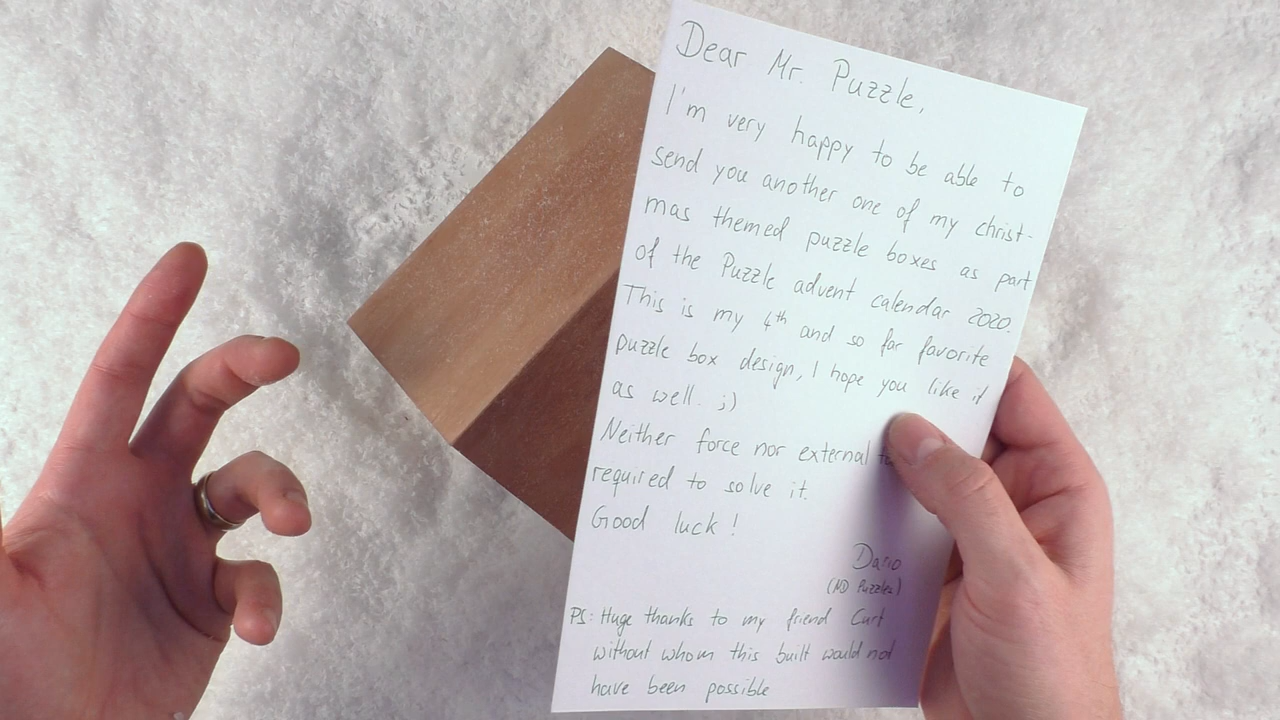 Dear Mr. Puzzle,
I'm very happy to be able to
send you another one of my christ-
mas themed puzzle boxes as part
of the Puzzle advent calendar 2020.
This is my 4th and so far favorite
puzzle box design, I hope you like it
as well. ;)
Neither force nor external
required to solve it.
Good luck!
Dario
(MD Puzzles)
PS: Huge thanks to my friend Curt
without whom this built would not
have been possible